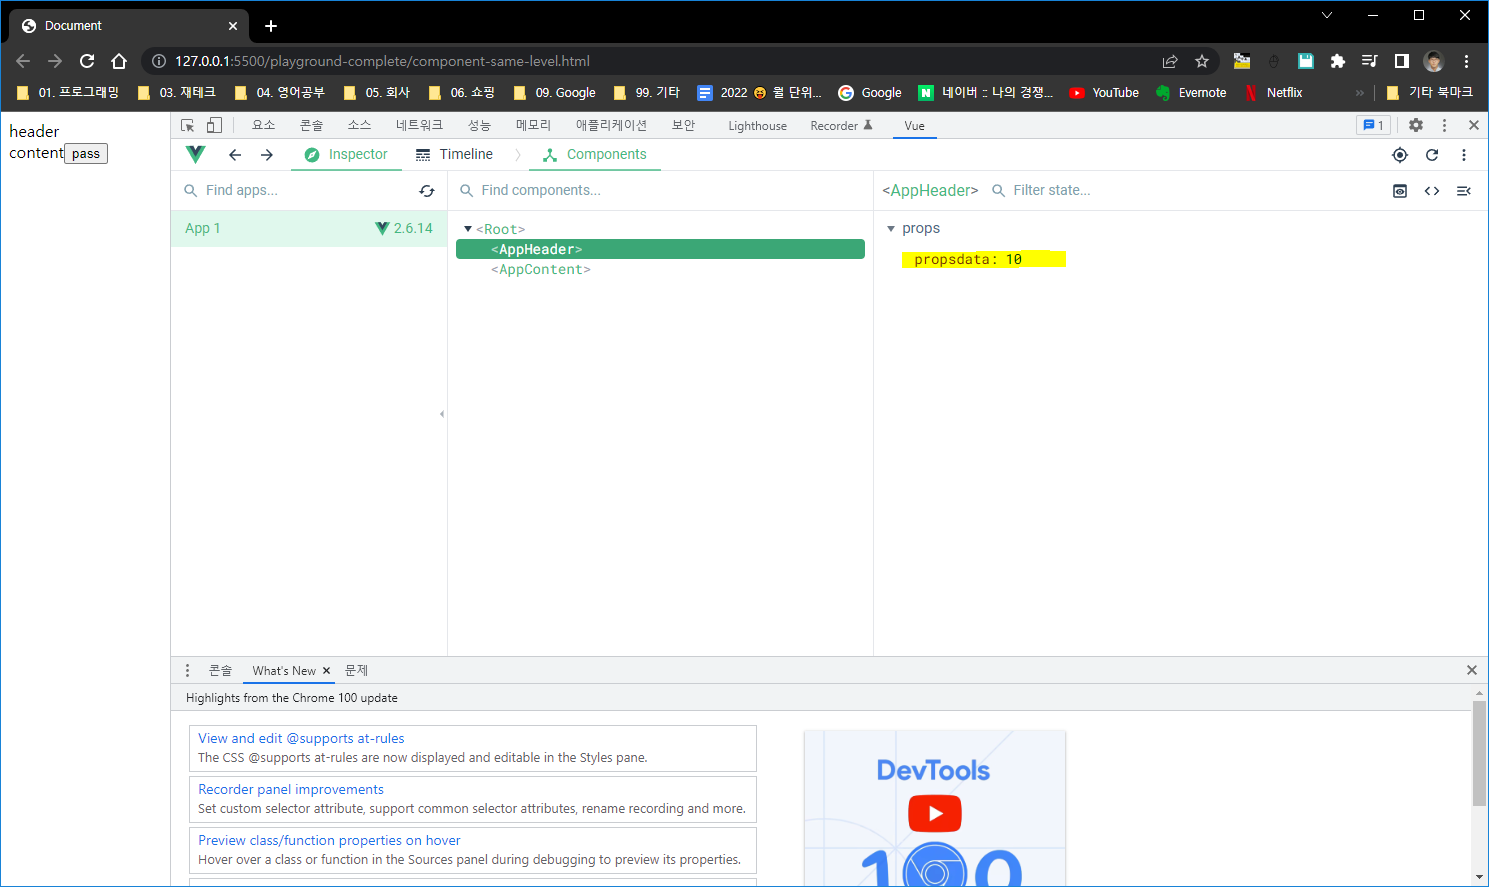 Document
127.0.0.1:5500/playground-complete/component-same-level.html
01. 프로그래밍 03. 재테크 04. 영어공부 05. 회사 06. 쇼핑 09. Google 99. 기타 2022 😆 월 단위... Google 네이버 :: 나의 경쟁... YouTube Evernote Netflix » 기타 북마크
header
content pass
요소 콘솔 소스 네트워크 성능 메모리 애플리케이션 보안 Lighthouse Recorder Vue 1
Inspector Timeline Components
Find apps... Find components... <AppHeader> Filter state...
App 1 2.6.14
<Root>
<AppHeader>
<AppContent>
props
propsdata: 10
콘솔 What's New 문제
Highlights from the Chrome 100 update
View and edit @supports at-rules
The CSS @supports at-rules are now displayed and editable in the Styles pane.
Recorder panel improvements
Set custom selector attribute, support common selector attributes, rename recording and more.
Preview class/function properties on hover
Hover over a class or function in the Sources panel during debugging to preview its properties.
DevTools
100